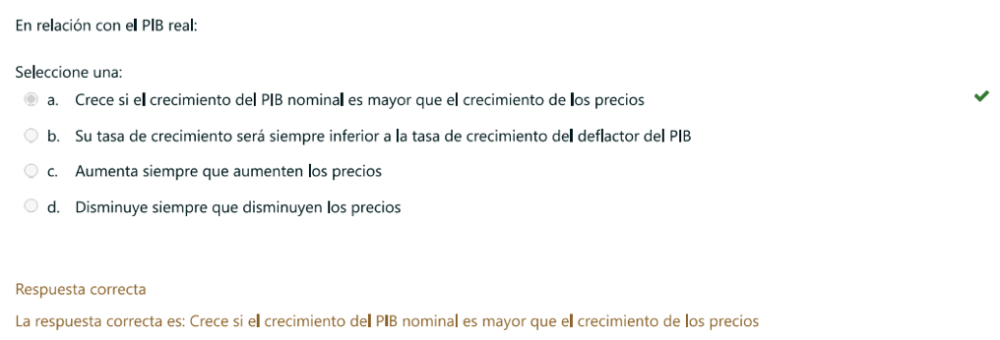 En relación con el PIB real:
Seleccione una:
a. Crece si el crecimiento del PIB nominal es mayor que el crecimiento de los precios
b. Su tasa de crecimiento será siempre inferior a la tasa de crecimiento del deflactor del PIB
c. Aumenta siempre que aumenten los precios
d. Disminuye siempre que disminuyen los precios
Respuesta correcta
La respuesta correcta es: Crece si el crecimiento del PIB nominal es mayor que el crecimiento de los precios